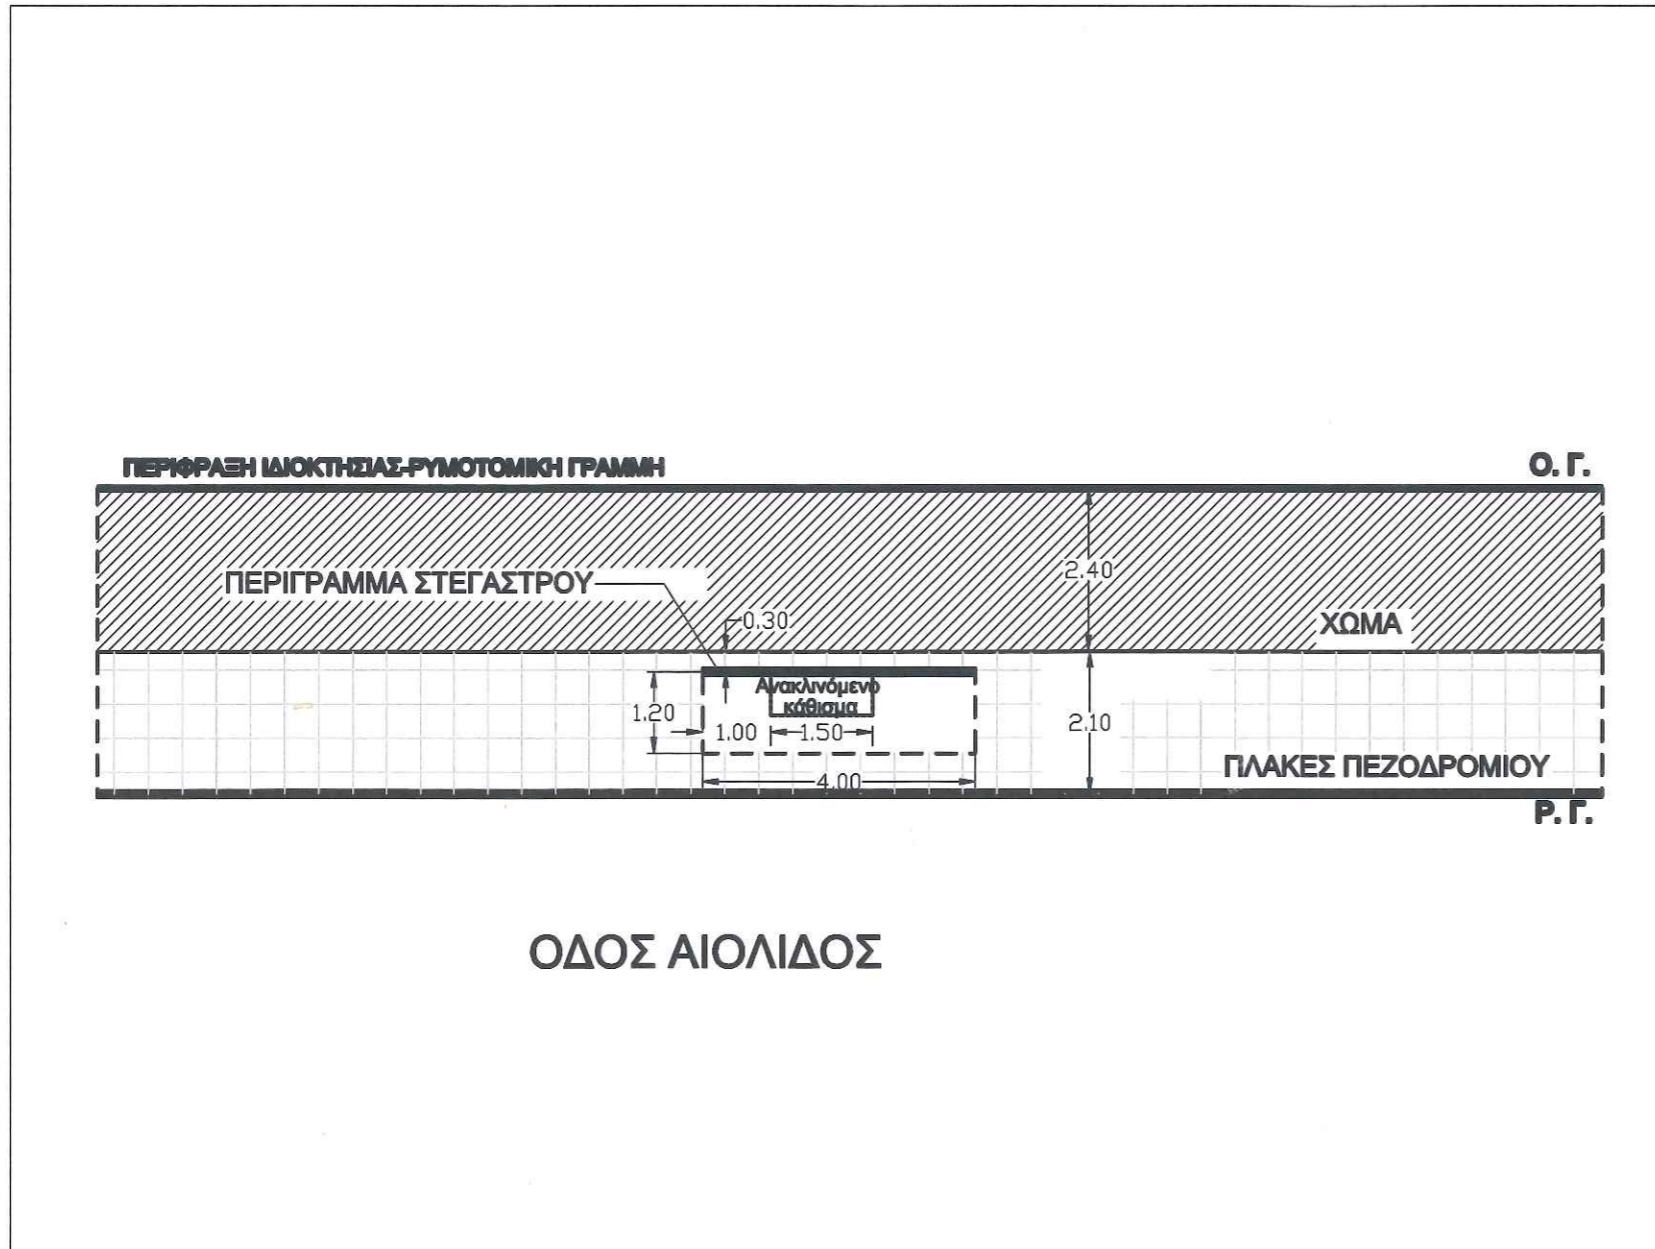 ΠΕΡΙΦΡΑΞΗ ΙΔΙΟΚΤΗΣΙΑΣ-ΡΥΜΟΤΟΜΙΚΗ ΓΡΑΜΜΗ
Ο. Γ.
2.40
ΠΕΡΙΓΡΑΜΜΑ ΣΤΕΓΑΣΤΡΟΥ
0.30
ΧΩΜΑ
Ανακλινόμενο
κάθισμα
1.20
1.00
1.50
2.10
4.00
ΠΛΑΚΕΣ ΠΕΖΟΔΡΟΜΙΟΥ
Ρ. Γ.
ΟΔΟΣ ΑΙΟΛΙΔΟΣ